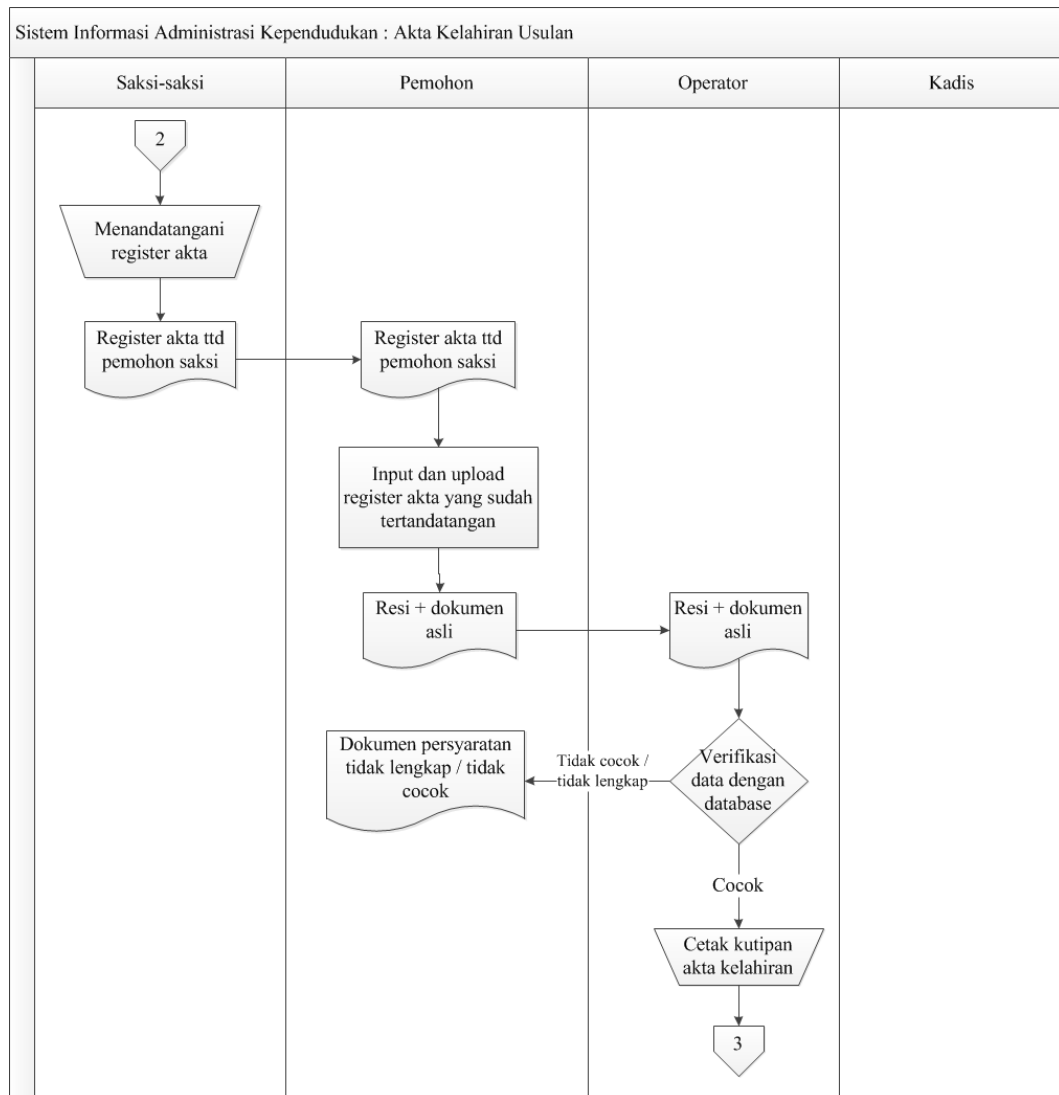 Sistem Informasi Administrasi Kependudukan : Akta Kelahiran Usulan
Saksi-saksi
Pemohon
Operator
Kadis
2
Menandatangani
register akta
Register akta ttd
pemohon saksi
Register akta ttd
pemohon saksi
Input dan upload
register akta yang sudah
tertandatangan
Resi + dokumen
asli
Resi + dokumen
asli
Verifikasi
data dengan
database
Tidak cocok /
tidak lengkap
Dokumen persyaratan
tidak lengkap / tidak
cocok
Cocok
Cetak kutipan
akta kelahiran
3